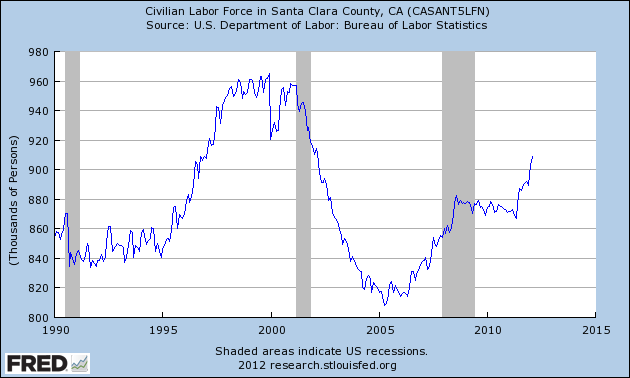 Civilian Labor Force in Santa Clara County, CA (CASANT5LFN)
Source: U.S. Department of Labor: Bureau of Labor Statistics
(Thousands of Persons)
980
960
940
920
900
880
860
840
820
800
1990
1995
2000
2005
2010
2015
Shaded areas indicate US recessions.
2012 research.stlouisfed.org
FRED